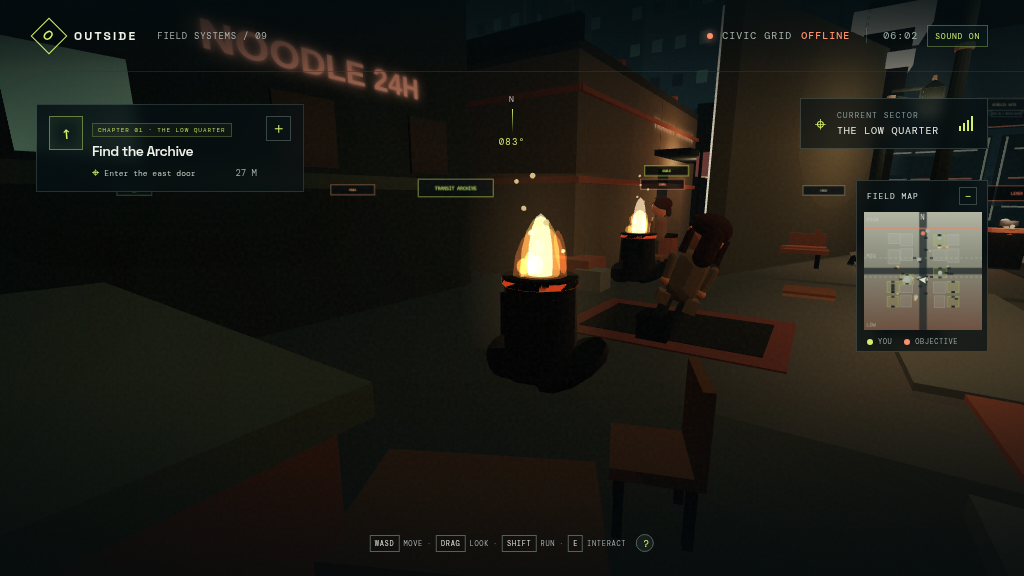 OUTSIDE
FIELD SYSTEMS / 09
CIVIC GRID OFFLINE
06:02
SOUND ON
NOODLE 24H
CHAPTER 01 · THE LOW QUARTER
Find the Archive
Enter the east door
27 M
N
083°
CURRENT SECTOR
THE LOW QUARTER
TRANSIT ARCHIVE
FIELD MAP
N
LOW
YOU
OBJECTIVE
WASD MOVE · DRAG LOOK · SHIFT RUN · E INTERACT ?